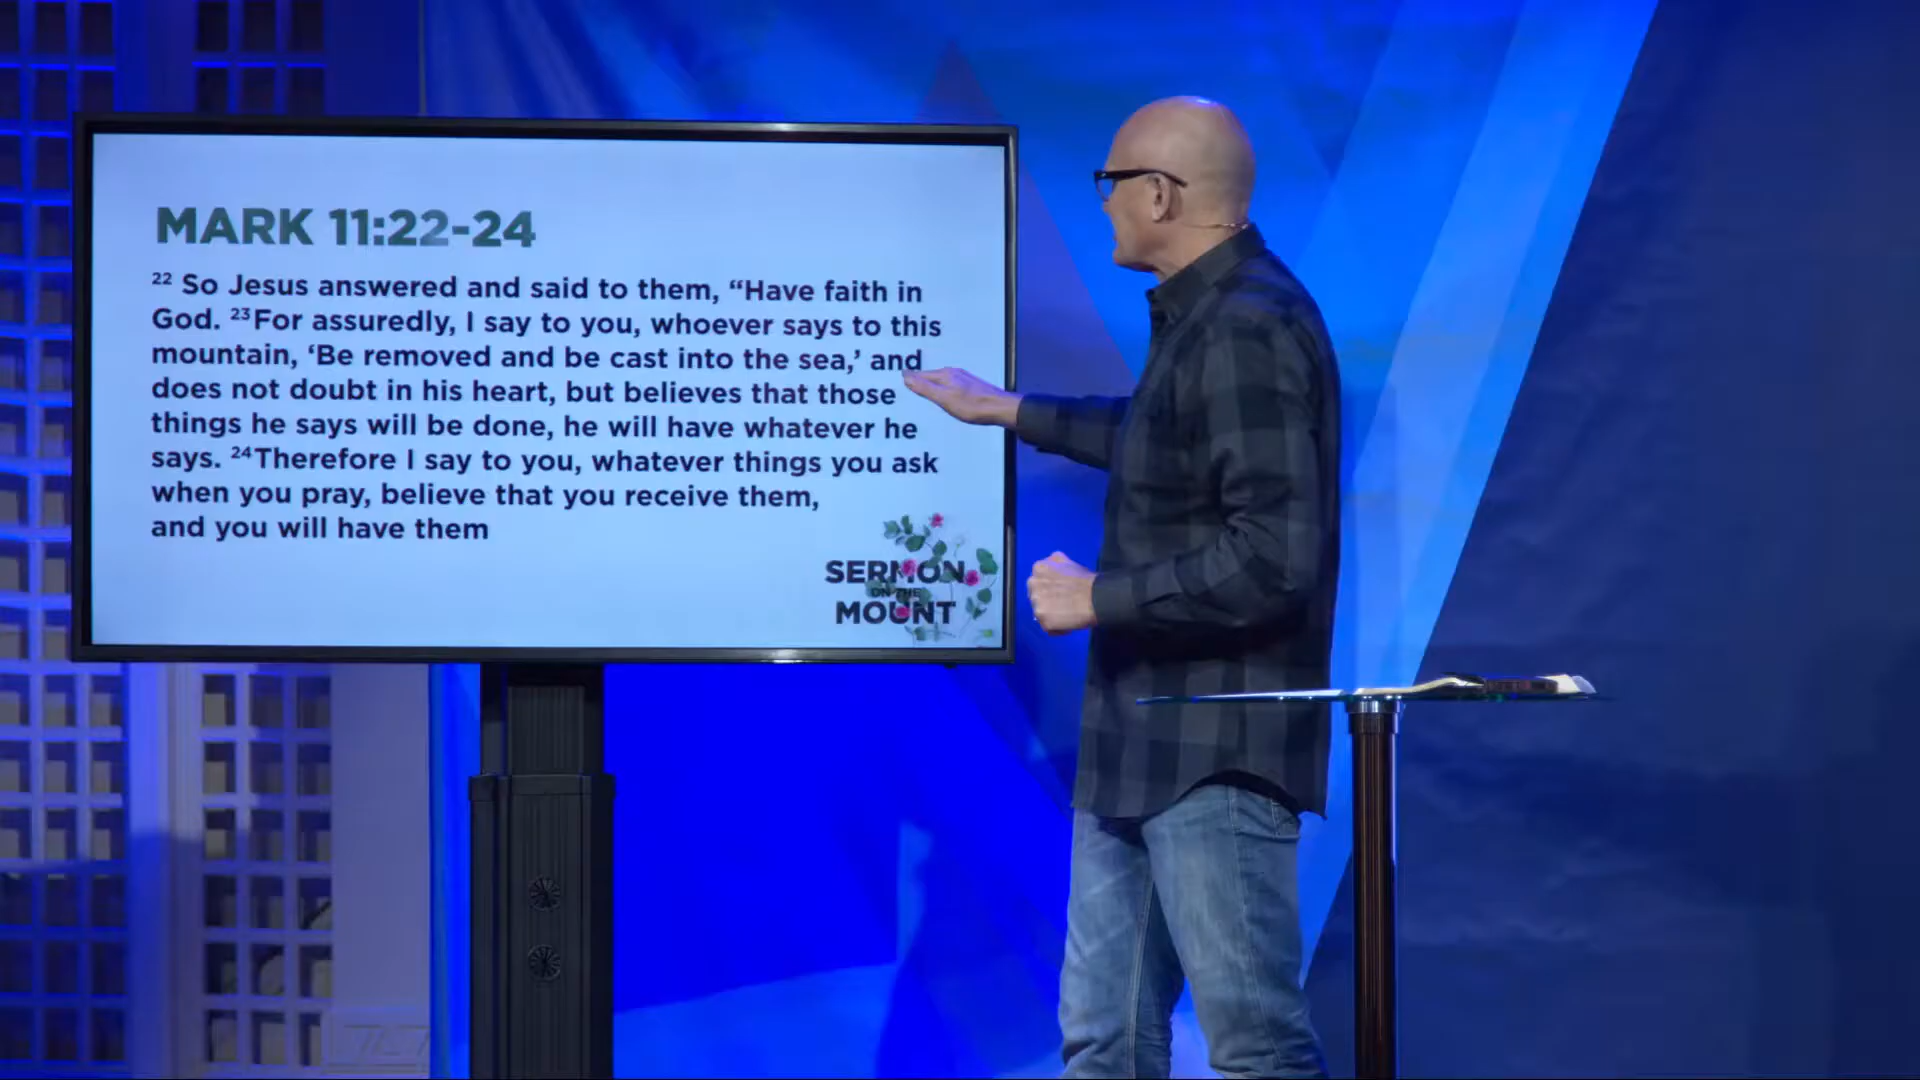 MARK 11:22-24
22 So Jesus answered and said to them, “Have faith in
God. 23For assuredly, I say to you, whoever says to this
mountain, ‘Be removed and be cast into the sea,’ and
does not doubt in his heart, but believes that those
things he says will be done, he will have whatever he
says. 24Therefore I say to you, whatever things you ask
when you pray, believe that you receive them,
and you will have them
SERMON
ON THE
MOUNT